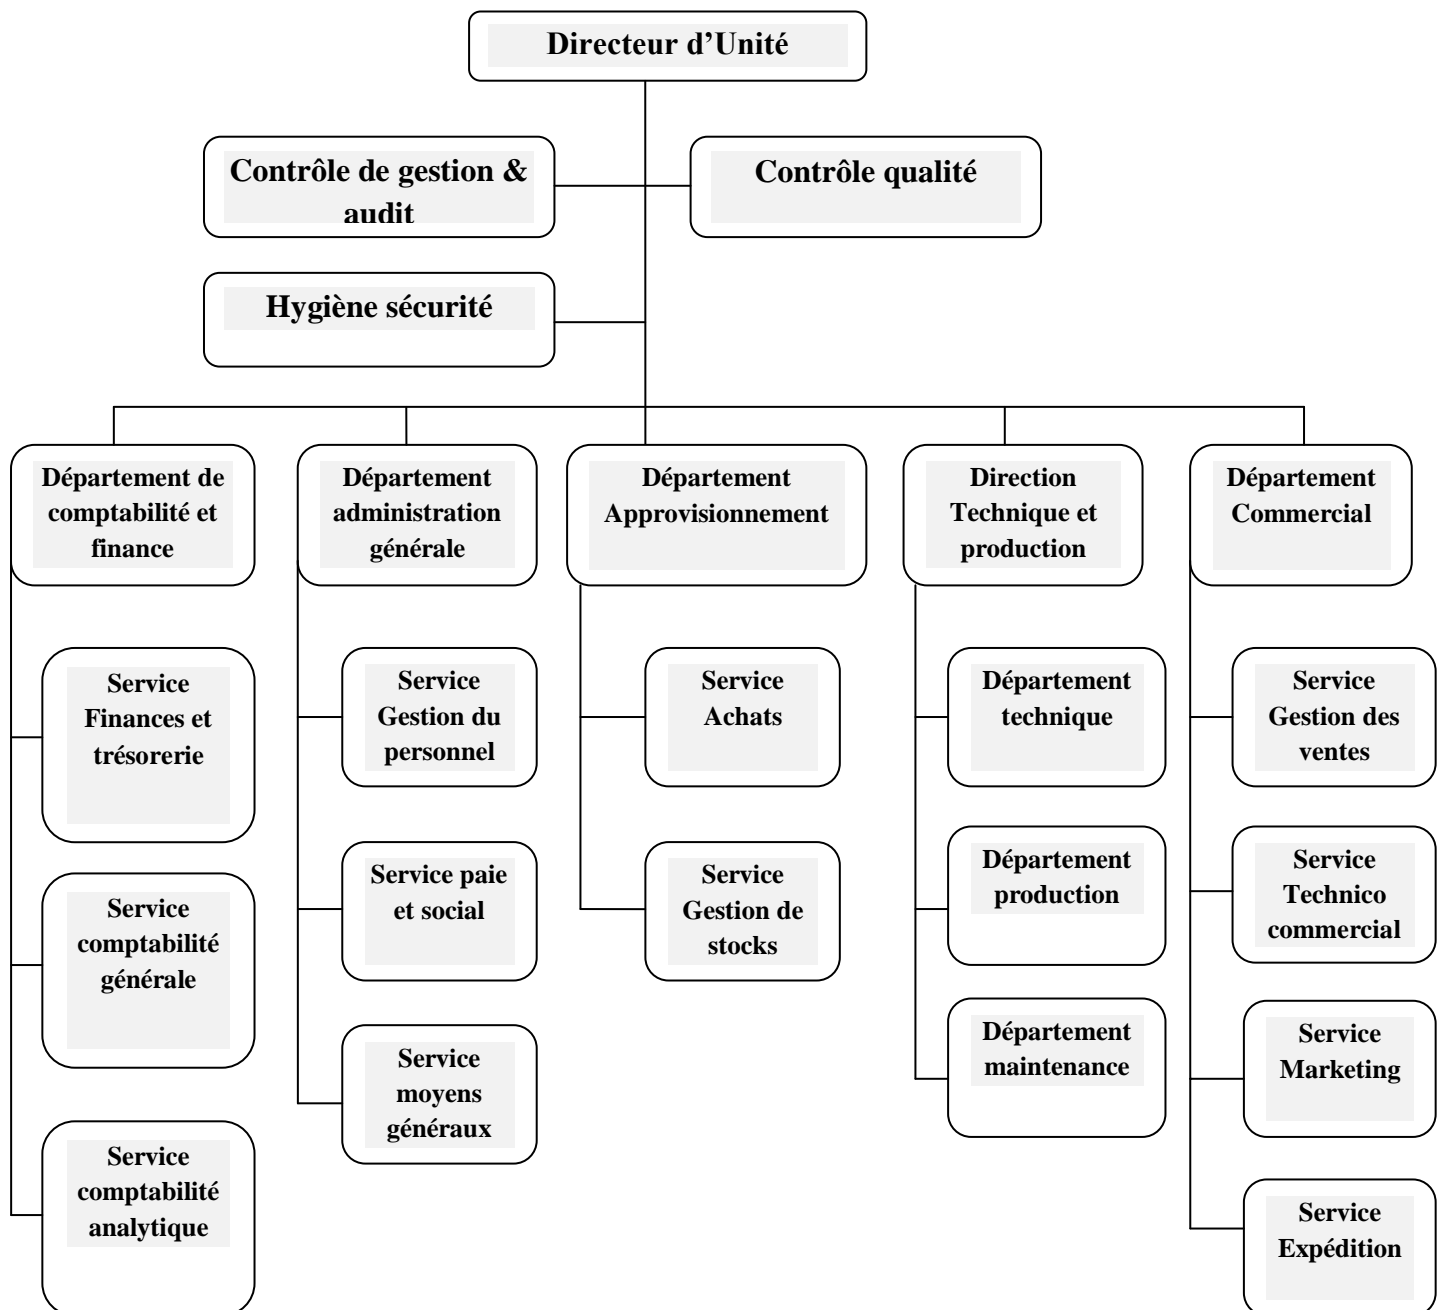 Directeur d’Unité
Contrôle de gestion &
audit
Contrôle qualité
Hygiène sécurité
Département de
comptabilité et
finance
Département
administration
générale
Département
Approvisionnement
Direction
Technique et
production
Département
Commercial
Service
Finances et
trésorerie
Service
comptabilité
générale
Service
comptabilité
analytique
Service
Gestion du
personnel
Service paie
et social
Service
moyens
généraux
Service
Achats
Service
Gestion de
stocks
Département
technique
Département
production
Département
maintenance
Service
Gestion des
ventes
Service
Technico
commercial
Service
Marketing
Service
Expédition